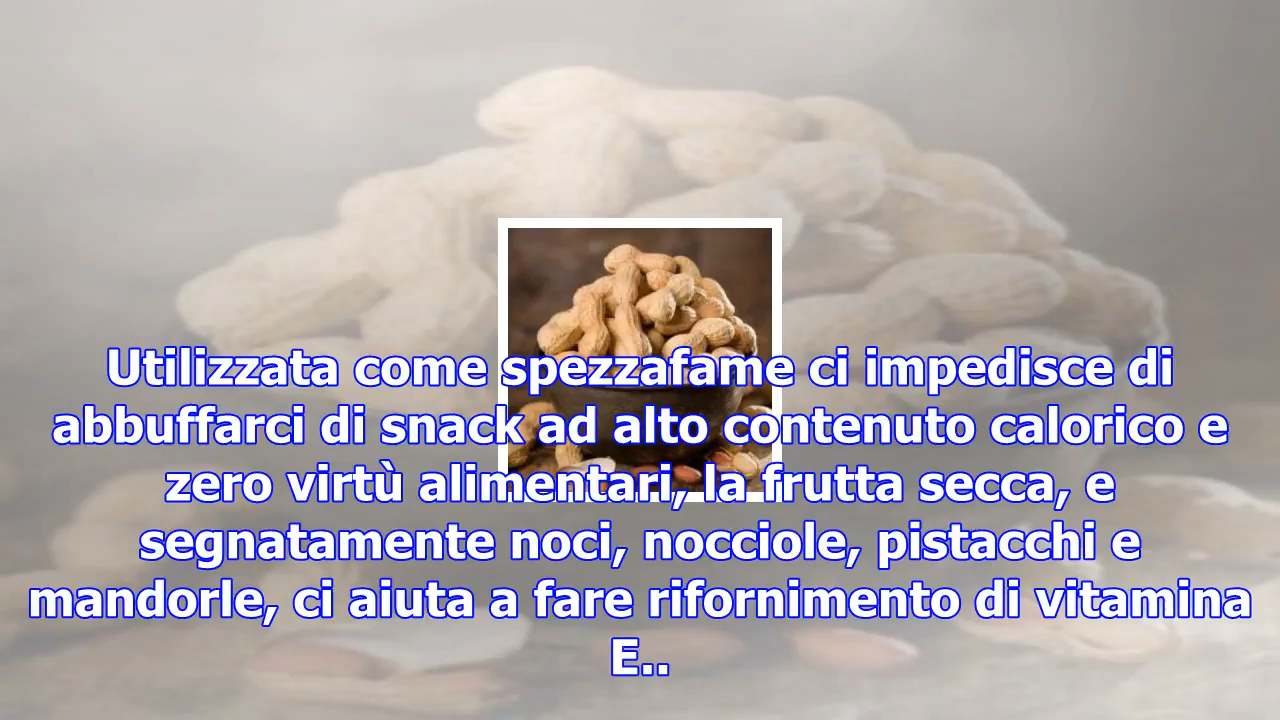 Utilizzata come spezzafame ci impedisce di
abbuffarci di snack ad alto contenuto calorico e
zero virtù alimentari, la frutta secca, e
segnatamente noci, nocciole, pistacchi e
mandorle, ci aiuta a fare rifornimento di vitamina
E..